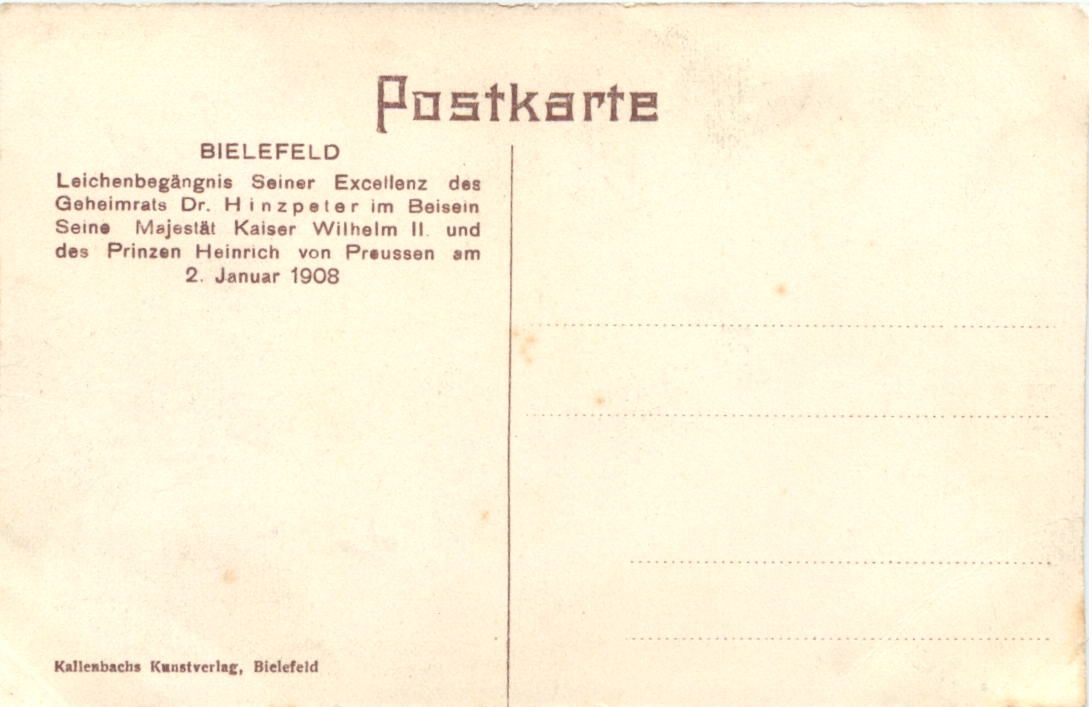 Postkarte
BIELEFELD
Leichenbegängnis Seiner Excellenz des
Geheimrats Dr. Hinzpeter im Beisein
Seine Majestät Kaiser Wilhelm II. und
des Prinzen Heinrich von Preussen am
2. Januar 1908
Kallenbachs Kunstverlag, Bielefeld